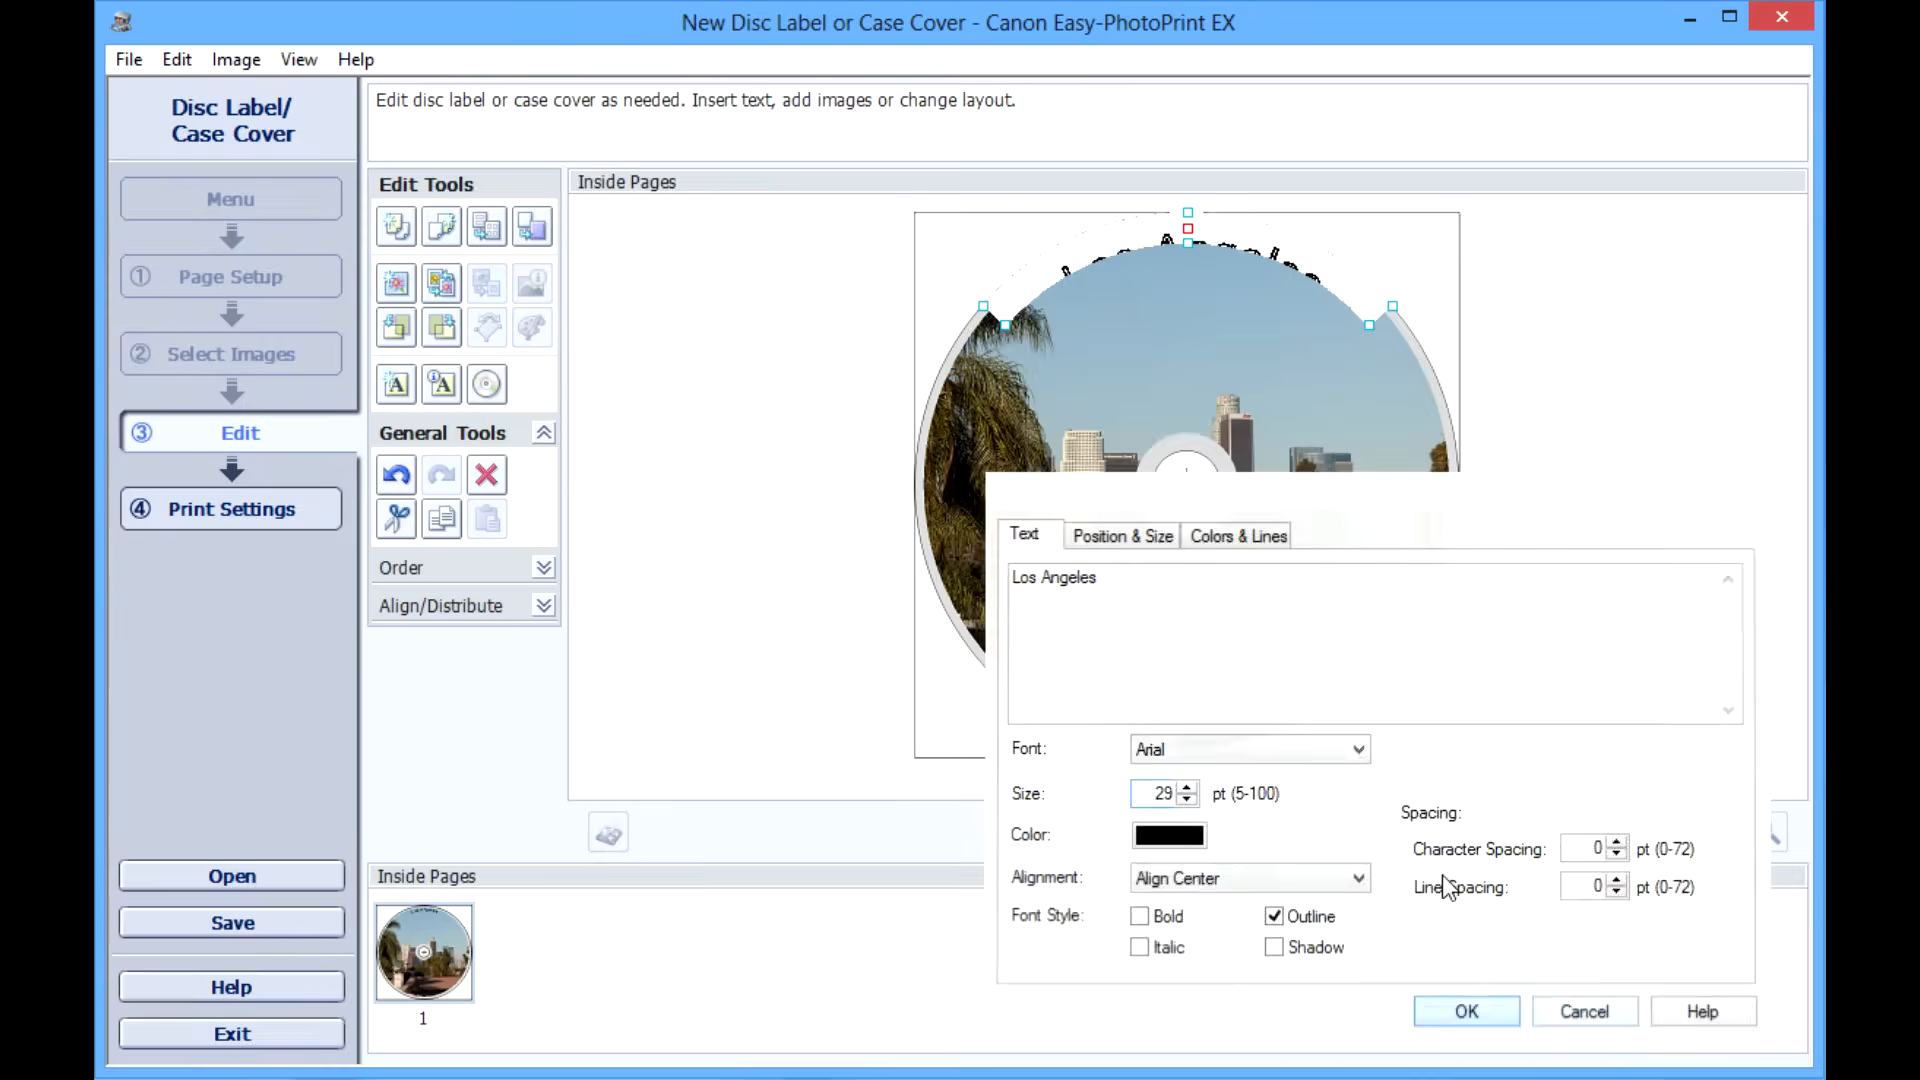 New Disc Label or Case Cover - Canon Easy-PhotoPrint EX
File Edit Image View Help
Disc Label/
Case Cover
Menu
① Page Setup
② Select Images
③ Edit
④ Print Settings
Open
Save
Help
Exit
Edit disc label or case cover as needed. Insert text, add images or change layout.
Edit Tools
General Tools
Order
Align/Distribute
Inside Pages
Text Position & Size Colors & Lines
Los Angeles
Font: Arial
Size: 29 pt (5-100)
Color:
Alignment: Align Center
Font Style: Bold Outline
Italic Shadow
Spacing:
Character Spacing: 0 pt (0-72)
Line Spacing: 0 pt (0-72)
OK Cancel Help
Inside Pages
1